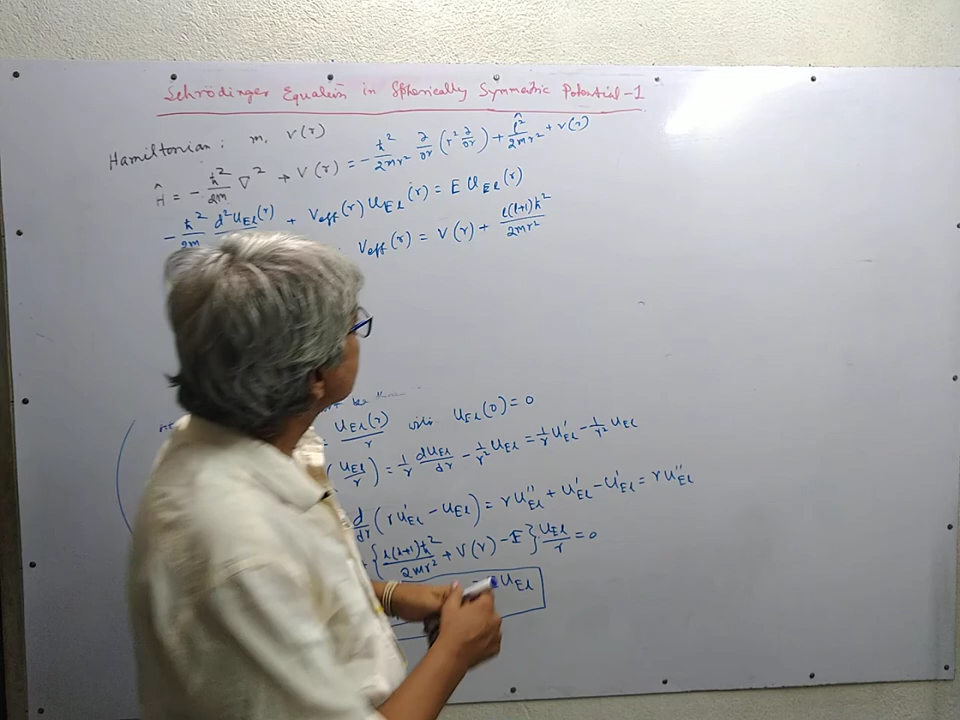 Schrödinger Equation in Spherically Symmetric Potential-1
Hamiltonian: m, V(r)
Ĥ = -ħ²/2m ∇² + V(r) = -ħ²/2mr² ∂/∂r (r² ∂/∂r) + l̂²/2mr² + V(r)
-ħ²/2m d²U_El(r) + V_eff(r) U_El(r) = E U_El(r)
V_eff(r) = V(r) + l(l+1)ħ²/2mr²
be
U_El(r)/r with U_El(0) = 0
(U_El/r) = 1/r dU_El/dr - 1/r² U_El = 1/r U'_El - 1/r² U_El
d/dr (r U'_El - U_El) = r U''_El + U'_El - U'_El = r U''_El
{l(l+1)ħ²/2mr² + V(r) - E} U_El/r = 0
U_El